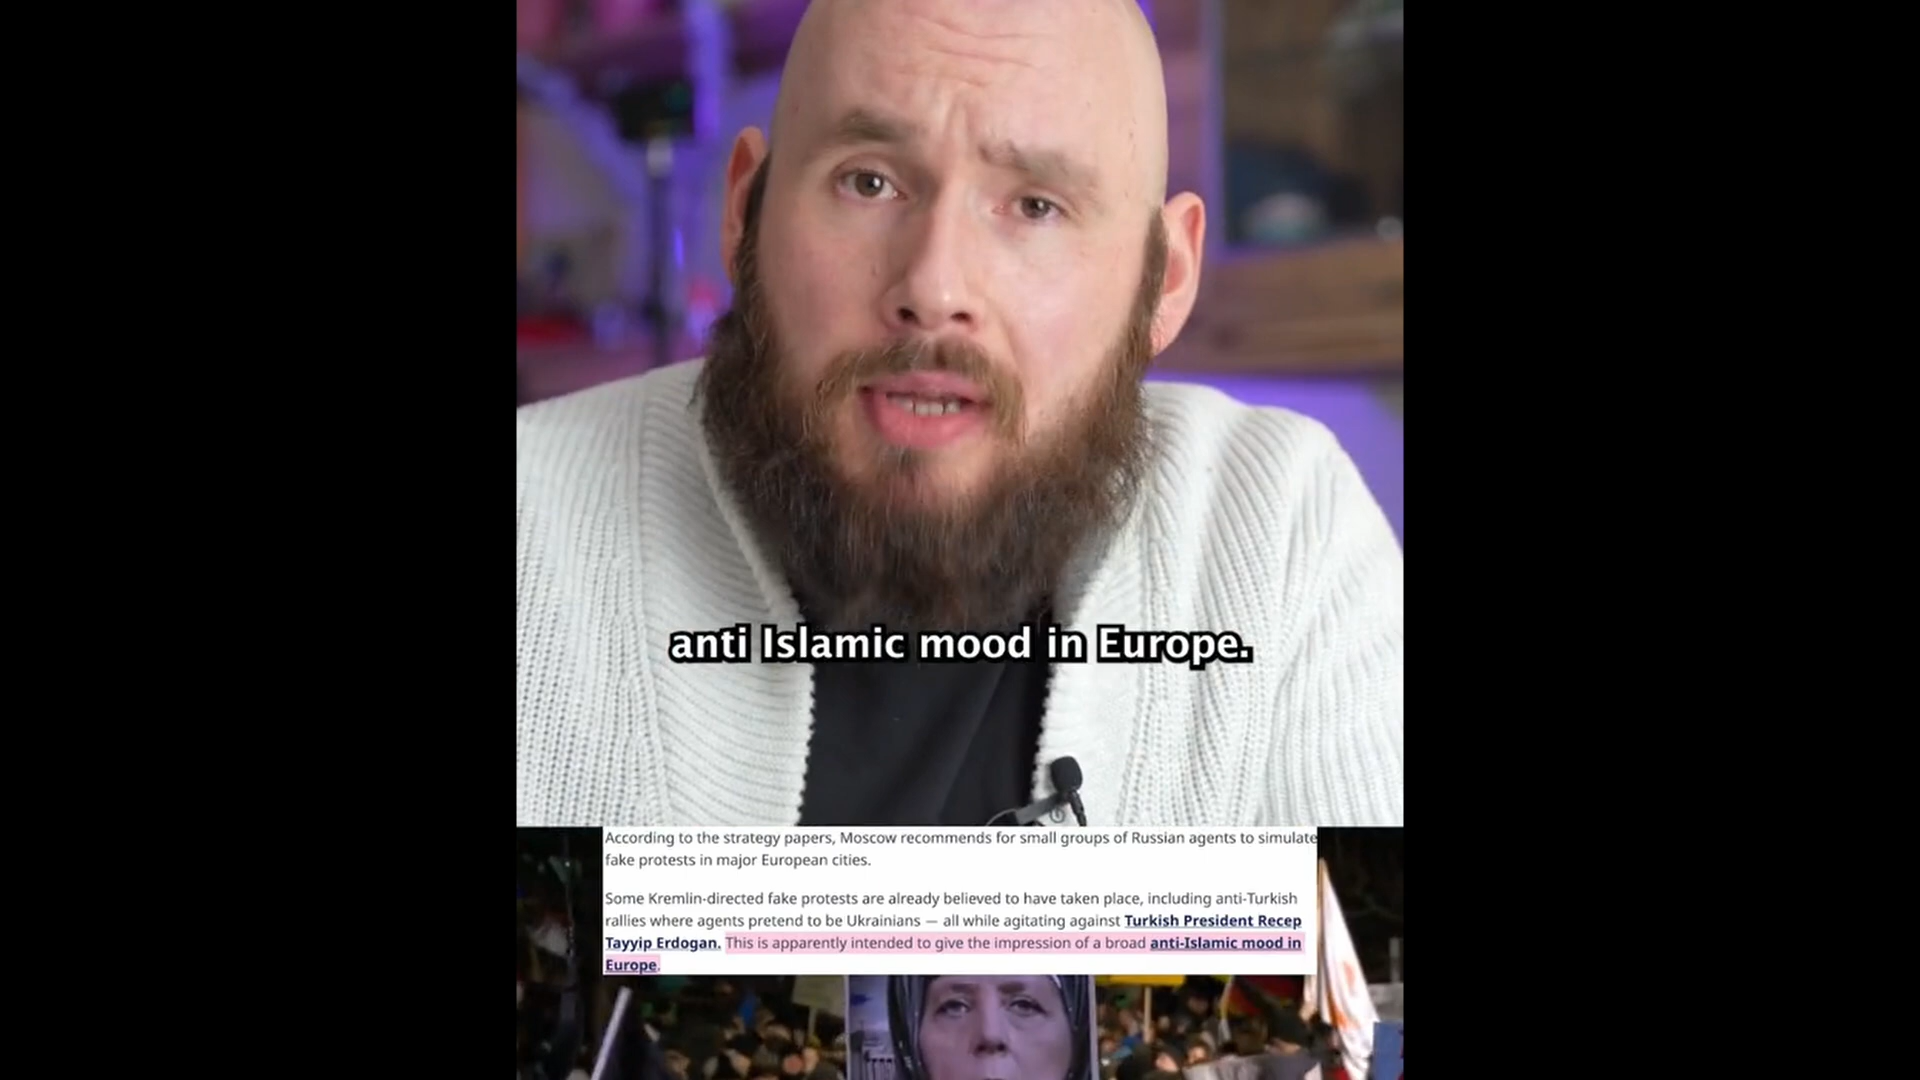 anti Islamic mood in Europe.
According to the strategy papers, Moscow recommends for small groups of Russian agents to simulate
fake protests in major European cities.
Some Kremlin-directed fake protests are already believed to have taken place, including anti-Turkish
rallies where agents pretend to be Ukrainians — all while agitating against Turkish President Recep
Tayyip Erdogan. This is apparently intended to give the impression of a broad anti-Islamic mood in
Europe.